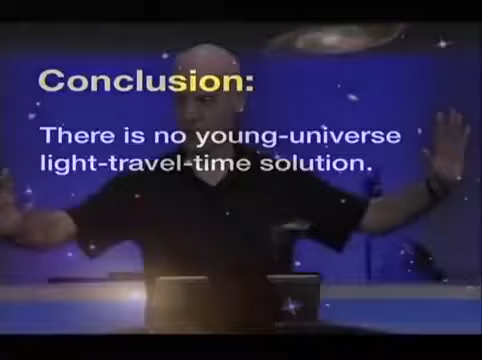 Conclusion:
There is no young-universe
light-travel-time solution.